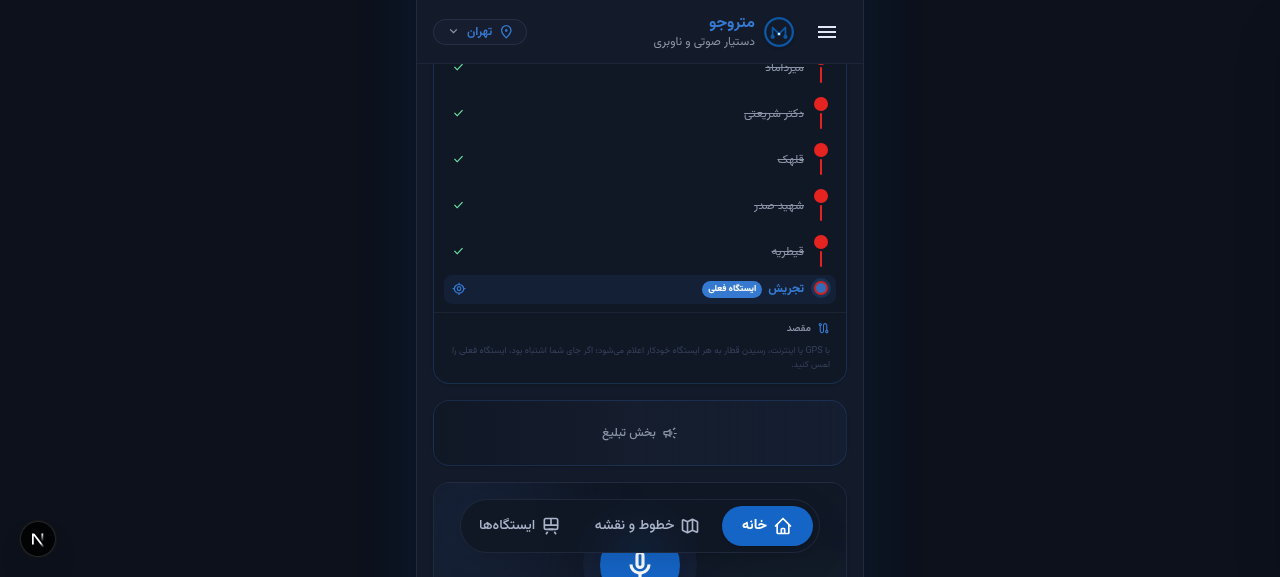 متروجو
دستیار صوتی و ناوبری
تهران
میرداماد
دکتر شریعتی
قلهک
شهید صدر
قیطریه
تجریش ایستگاه فعلی
مقصد
با GPS یا اینترنت، رسیدن قطار به هر ایستگاه خودکار اعلام می‌شود؛ اگر جای شما اشتباه بود، ایستگاه فعلی را
لمس کنید.
بخش تبلیغ
خانه
خطوط و نقشه
ایستگاه‌ها